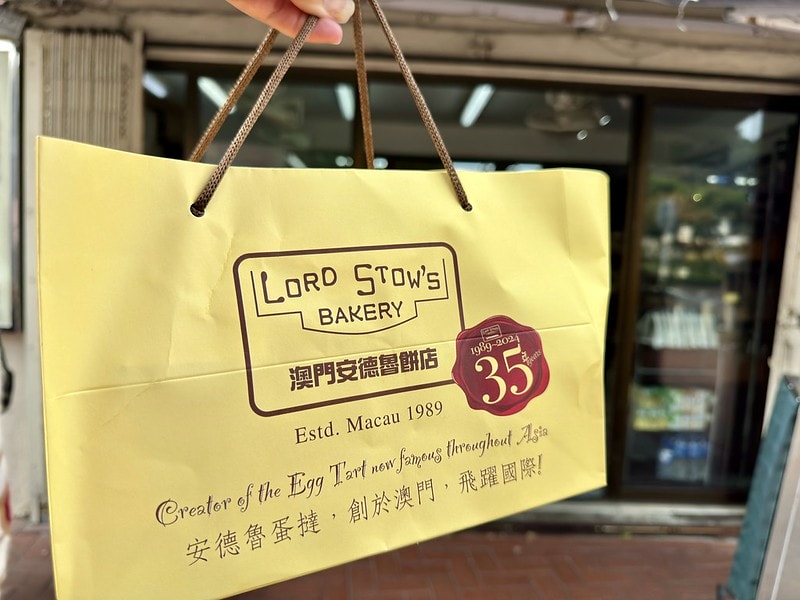 LORD STOW'S
BAKERY
澳門安德魯餅店
1989~2024
35
Years
Estd. Macau 1989
Creator of the Egg Tart now famous throughout Asia
安德魯蛋撻，創於澳門，飛躍國際!